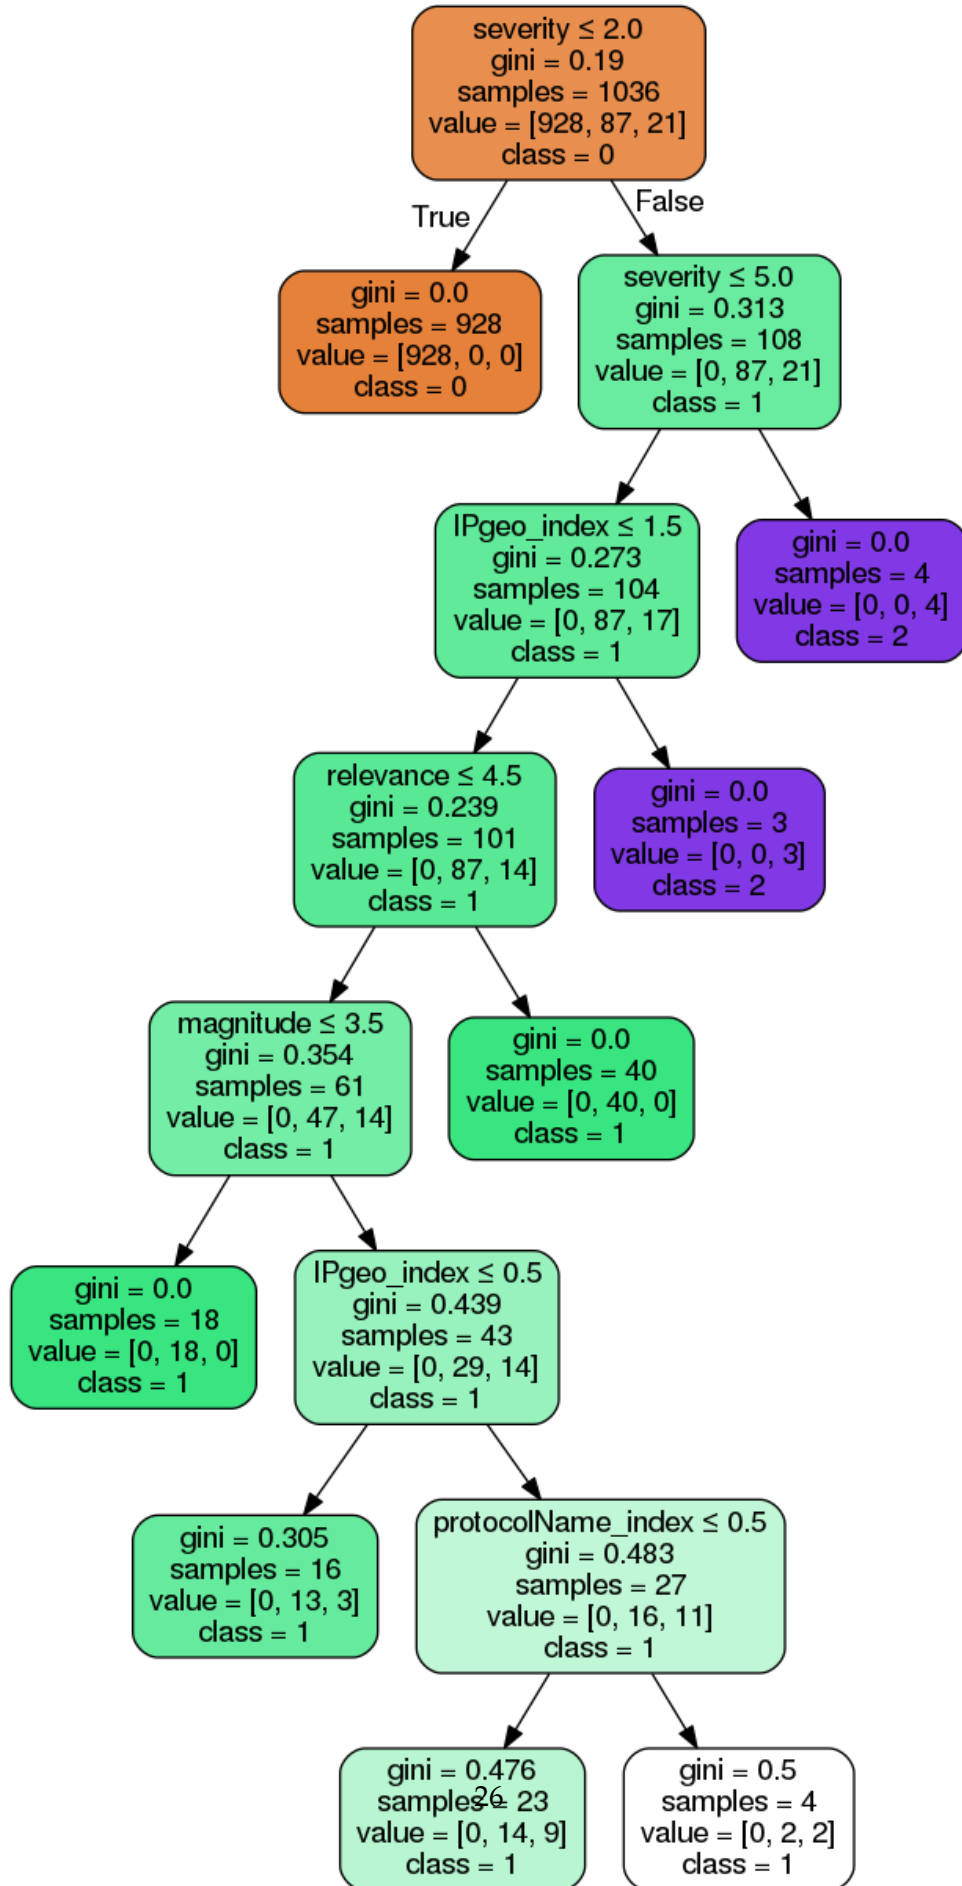 severity ≤ 2.0
gini = 0.19
samples = 1036
value = [928, 87, 21]
class = 0
True
False
gini = 0.0
samples = 928
value = [928, 0, 0]
class = 0
severity ≤ 5.0
gini = 0.313
samples = 108
value = [0, 87, 21]
class = 1
IPgeo_index ≤ 1.5
gini = 0.273
samples = 104
value = [0, 87, 17]
class = 1
gini = 0.0
samples = 4
value = [0, 0, 4]
class = 2
relevance ≤ 4.5
gini = 0.239
samples = 101
value = [0, 87, 14]
class = 1
gini = 0.0
samples = 3
value = [0, 0, 3]
class = 2
magnitude ≤ 3.5
gini = 0.354
samples = 61
value = [0, 47, 14]
class = 1
gini = 0.0
samples = 40
value = [0, 40, 0]
class = 1
gini = 0.0
samples = 18
value = [0, 18, 0]
class = 1
IPgeo_index ≤ 0.5
gini = 0.439
samples = 43
value = [0, 29, 14]
class = 1
gini = 0.305
samples = 16
value = [0, 13, 3]
class = 1
protocolName_index ≤ 0.5
gini = 0.483
samples = 27
value = [0, 16, 11]
class = 1
gini = 0.476
samples = 23
value = [0, 14, 9]
class = 1
26
gini = 0.5
samples = 4
value = [0, 2, 2]
class = 1